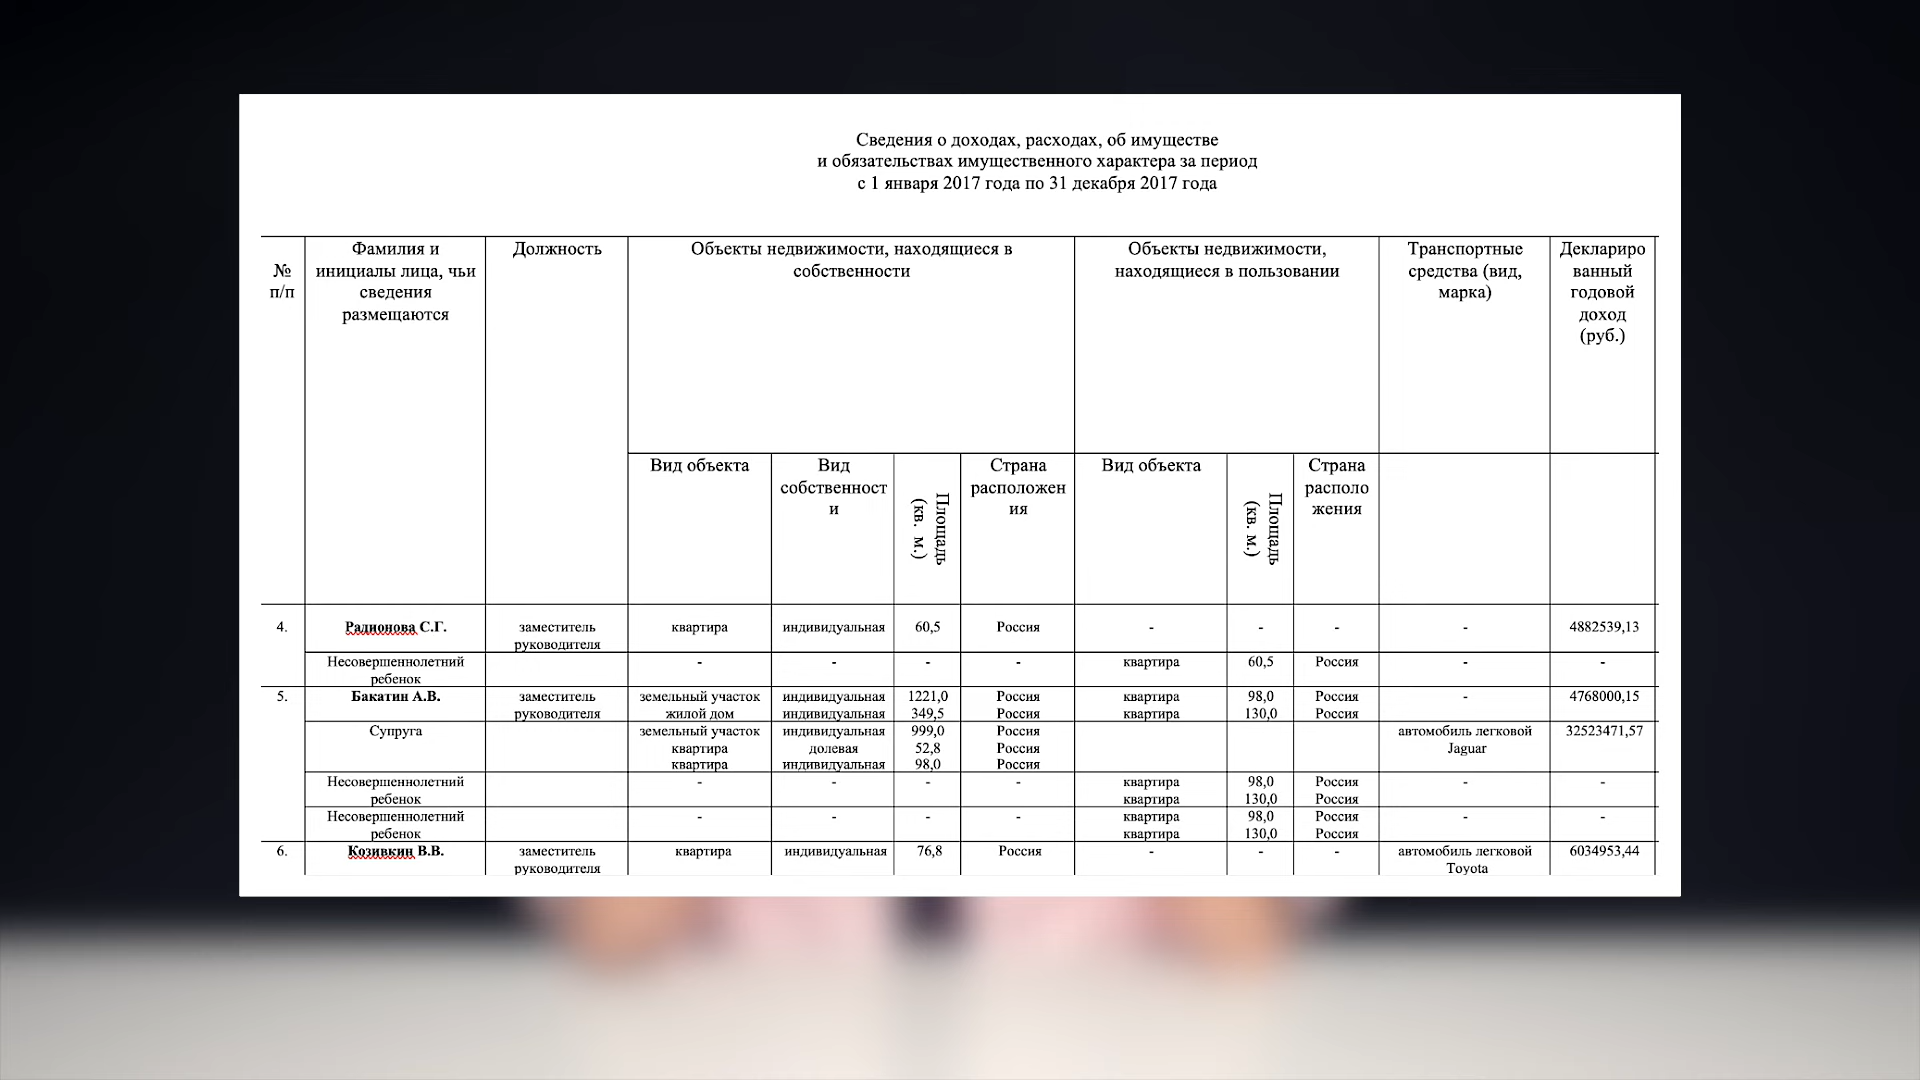 Сведения о доходах, расходах, об имуществе
и обязательствах имущественного характера за период
с 1 января 2017 года по 31 декабря 2017 года
№
п/п
Фамилия и
инициалы лица, чьи
сведения
размещаются
Должность
Объекты недвижимости, находящиеся в
собственности
Объекты недвижимости,
находящиеся в пользовании
Транспортные
средства (вид,
марка)
Деклариро
ванный
годовой
доход
(руб.)
Вид объекта
Вид
собственност
и
Площадь
(кв. м.)
Страна
расположен
ия
Вид объекта
Площадь
(кв. м.)
Страна
располо
жения
4.
Радионова С.Г.
заместитель
руководителя
квартира
индивидуальная
60,5
Россия
-
-
-
-
4882539,13
Несовершеннолетний
ребенок
-
-
-
-
квартира
60,5
Россия
-
-
5.
Бакатин А.В.
заместитель
руководителя
земельный участок
жилой дом
индивидуальная
индивидуальная
1221,0
349,5
Россия
Россия
квартира
квартира
98,0
130,0
Россия
Россия
-
4768000,15
Супруга
земельный участок
квартира
квартира
индивидуальная
долевая
индивидуальная
999,0
52,8
98,0
Россия
Россия
Россия
автомобиль легковой
Jaguar
32523471,57
Несовершеннолетний
ребенок
-
-
-
-
квартира
квартира
98,0
130,0
Россия
Россия
-
-
Несовершеннолетний
ребенок
-
-
-
-
квартира
квартира
98,0
130,0
Россия
Россия
-
-
6.
Козивкин В.В.
заместитель
руководителя
квартира
индивидуальная
76,8
Россия
-
-
-
автомобиль легковой
Toyota
6034953,44